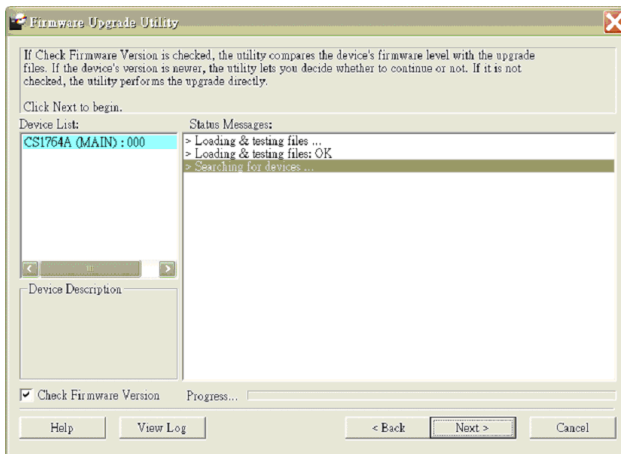 Firmware Upgrade Utility
If Check Firmware Version is checked, the utility compares the device's firmware level with the upgrade
files. If the device's version is newer, the utility lets you decide whether to continue or not. If it is not
checked, the utility performs the upgrade directly.
Click Next to begin.
Device List:
CS1764A (MAIN) : 000
Status Messages:
> Loading & testing files ...
> Loading & testing files: OK
> Searching for devices ...
Device Description
Check Firmware Version
Progress...
Help
View Log
< Back
Next >
Cancel